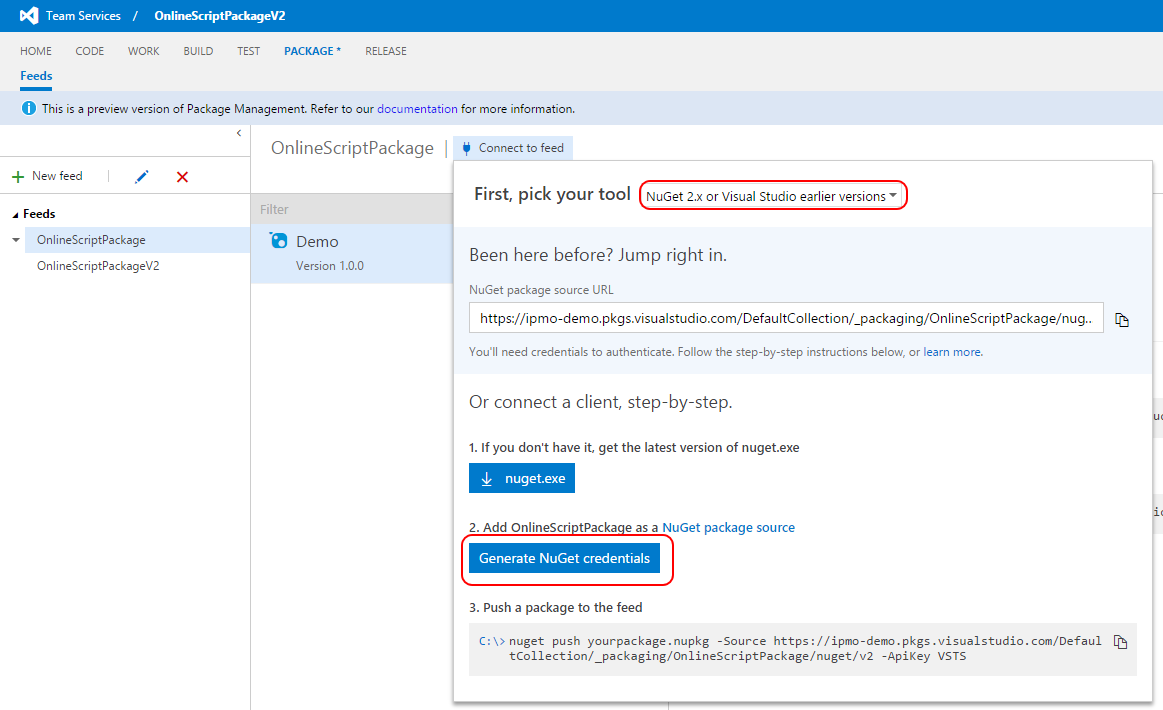 Team Services / OnlineScriptPackageV2
HOME CODE WORK BUILD TEST PACKAGE * RELEASE
Feeds
This is a preview version of Package Management. Refer to our documentation for more information.
New feed
Feeds
OnlineScriptPackage
OnlineScriptPackageV2
OnlineScriptPackage | Connect to feed
Filter
Demo
Version 1.0.0
First, pick your tool NuGet 2.x or Visual Studio earlier versions
Been here before? Jump right in.
NuGet package source URL
https://ipmo-demo.pkgs.visualstudio.com/DefaultCollection/_packaging/OnlineScriptPackage/nug..
You'll need credentials to authenticate. Follow the step-by-step instructions below, or learn more.
Or connect a client, step-by-step.
1. If you don't have it, get the latest version of nuget.exe
nuget.exe
2. Add OnlineScriptPackage as a NuGet package source
Generate NuGet credentials
3. Push a package to the feed
C:\> nuget push yourpackage.nupkg -Source https://ipmo-demo.pkgs.visualstudio.com/Defaul
tCollection/_packaging/OnlineScriptPackage/nuget/v2 -ApiKey VSTS